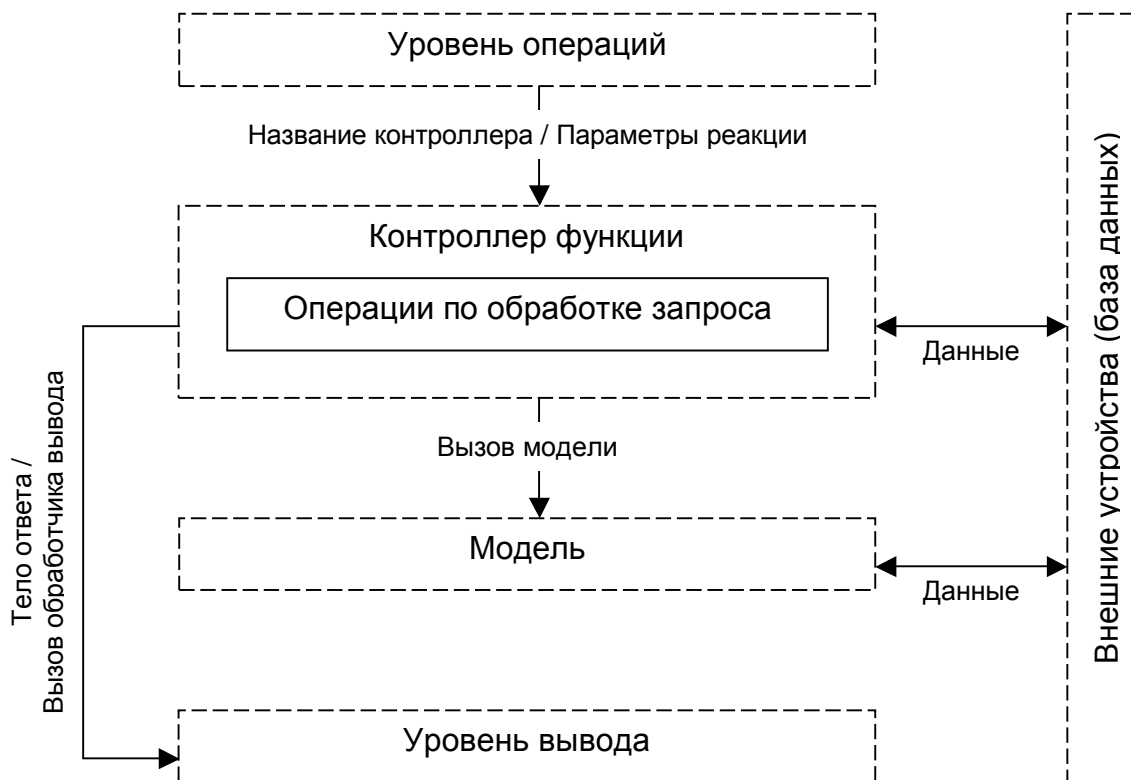 Уровень операций
Название контроллера / Параметры реакции
Контроллер функции
Операции по обработке запроса
Данные
Вызов модели
Модель
Данные
Уровень вывода
Тело ответа /
Вызов обработчика вывода
Внешние устройства (база данных)